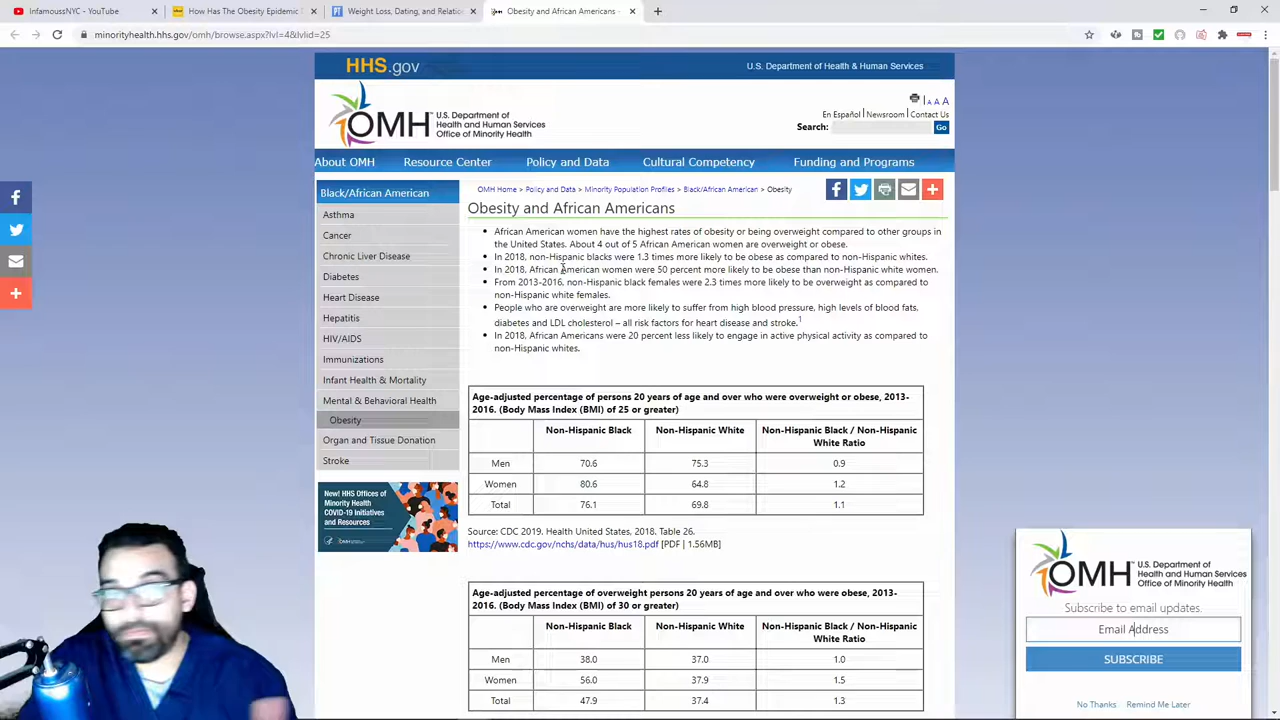 InfamousNYC - YouTube
How Has The Obesity Epidemic
Weight Loss, Dating, and Relatio
Obesity and African Americans -
minorityhealth.hhs.gov/omh/browse.aspx?lvl=4&lvlid=25
HHS.gov
U.S. Department of Health & Human Services
OMH
U.S. Department of
Health and Human Services
Office of Minority Health
A A A
En Español | Newsroom | Contact Us
Search: Go
About OMH Resource Center Policy and Data Cultural Competency Funding and Programs
Black/African American
Asthma
Cancer
Chronic Liver Disease
Diabetes
Heart Disease
Hepatitis
HIV/AIDS
Immunizations
Infant Health & Mortality
Mental & Behavioral Health
Obesity
Organ and Tissue Donation
Stroke
New! HHS Offices of
Minority Health
COVID-19 Initiatives
and Resources
OMH Home > Policy and Data > Minority Population Profiles > Black/African American > Obesity
Obesity and African Americans
African American women have the highest rates of obesity or being overweight compared to other groups in
the United States. About 4 out of 5 African American women are overweight or obese.
In 2018, non-Hispanic blacks were 1.3 times more likely to be obese as compared to non-Hispanic whites.
In 2018, African American women were 50 percent more likely to be obese than non-Hispanic white women.
From 2013-2016, non-Hispanic black females were 2.3 times more likely to be overweight as compared to
non-Hispanic white females.
People who are overweight are more likely to suffer from high blood pressure, high levels of blood fats,
diabetes and LDL cholesterol – all risk factors for heart disease and stroke.1
In 2018, African Americans were 20 percent less likely to engage in active physical activity as compared to
non-Hispanic whites.
Age-adjusted percentage of persons 20 years of age and over who were overweight or obese, 2013-
2016. (Body Mass Index (BMI) of 25 or greater)
Non-Hispanic Black Non-Hispanic White Non-Hispanic Black / Non-Hispanic
White Ratio
Men 70.6 75.3 0.9
Women 80.6 64.8 1.2
Total 76.1 69.8 1.1
Source: CDC 2019. Health United States, 2018. Table 26.
https://www.cdc.gov/nchs/data/hus/hus18.pdf [PDF | 1.56MB]
Age-adjusted percentage of overweight persons 20 years of age and over who were obese, 2013-
2016. (Body Mass Index (BMI) of 30 or greater)
Non-Hispanic Black Non-Hispanic White Non-Hispanic Black / Non-Hispanic
White Ratio
Men 38.0 37.0 1.0
Women 56.0 37.9 1.5
Total 47.9 37.4 1.3
OMH
U.S. Department of
Health and Human Services
Office of Minority Health
Subscribe to email updates.
Email Address
SUBSCRIBE
No Thanks Remind Me Later